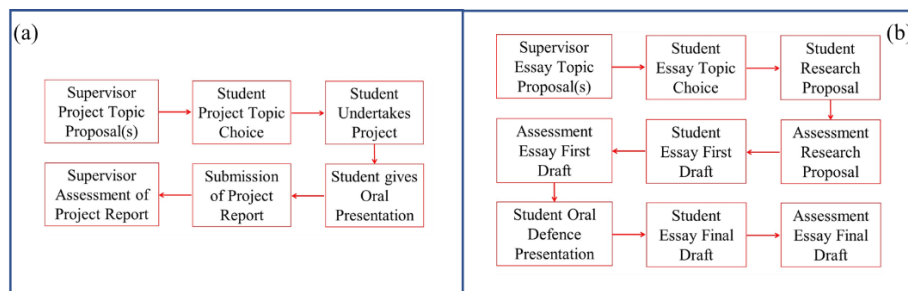 (a)
Supervisor
Project Topic
Proposal(s)
Student
Project Topic
Choice
Student
Undertakes
Project
Student gives
Oral
Presentation
Submission
of Project
Report
Supervisor
Assessment of
Project Report
(b)
Supervisor
Essay Topic
Proposal(s)
Student
Essay Topic
Choice
Student
Research
Proposal
Assessment
Research
Proposal
Student
Essay First
Draft
Assessment
Essay First
Draft
Student Oral
Defence
Presentation
Student
Essay Final
Draft
Assessment
Essay Final
Draft